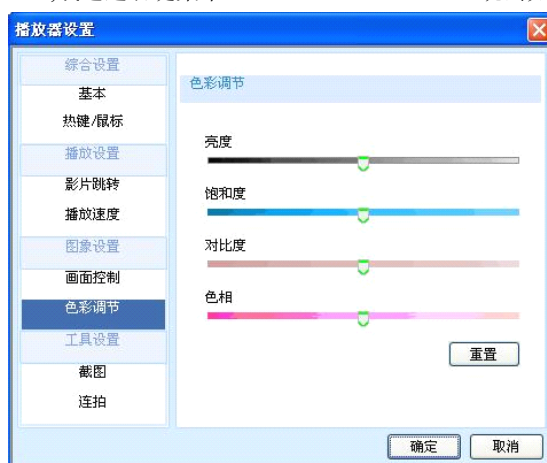 播放器设置
综合设置
基本
热键/鼠标
播放设置
影片跳转
播放速度
图象设置
画面控制
色彩调节
工具设置
截图
连拍
色彩调节
亮度
饱和度
对比度
色相
重置
确定
取消